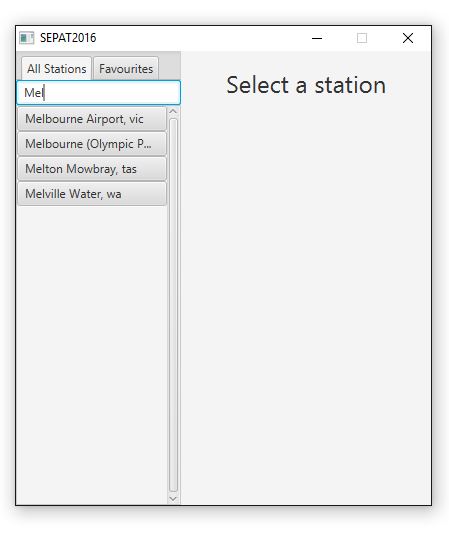 SEPAT2016
All Stations Favourites
Mel
Select a station
Melbourne Airport, vic
Melbourne (Olympic P...
Melton Mowbray, tas
Melville Water, wa